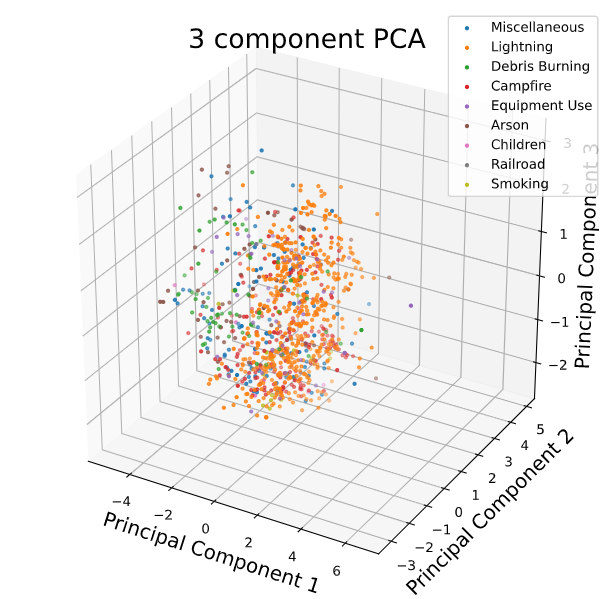 3 component PCA
Miscellaneous
Lightning
Debris Burning
Campfire
Equipment Use
Arson
Children
Railroad
Smoking
3
2
1
0
−1
−2
Principal Component 3
5
4
3
2
1
0
−1
−2
−3
Principal Component 2
−4
−2
0
2
4
6
Principal Component 1